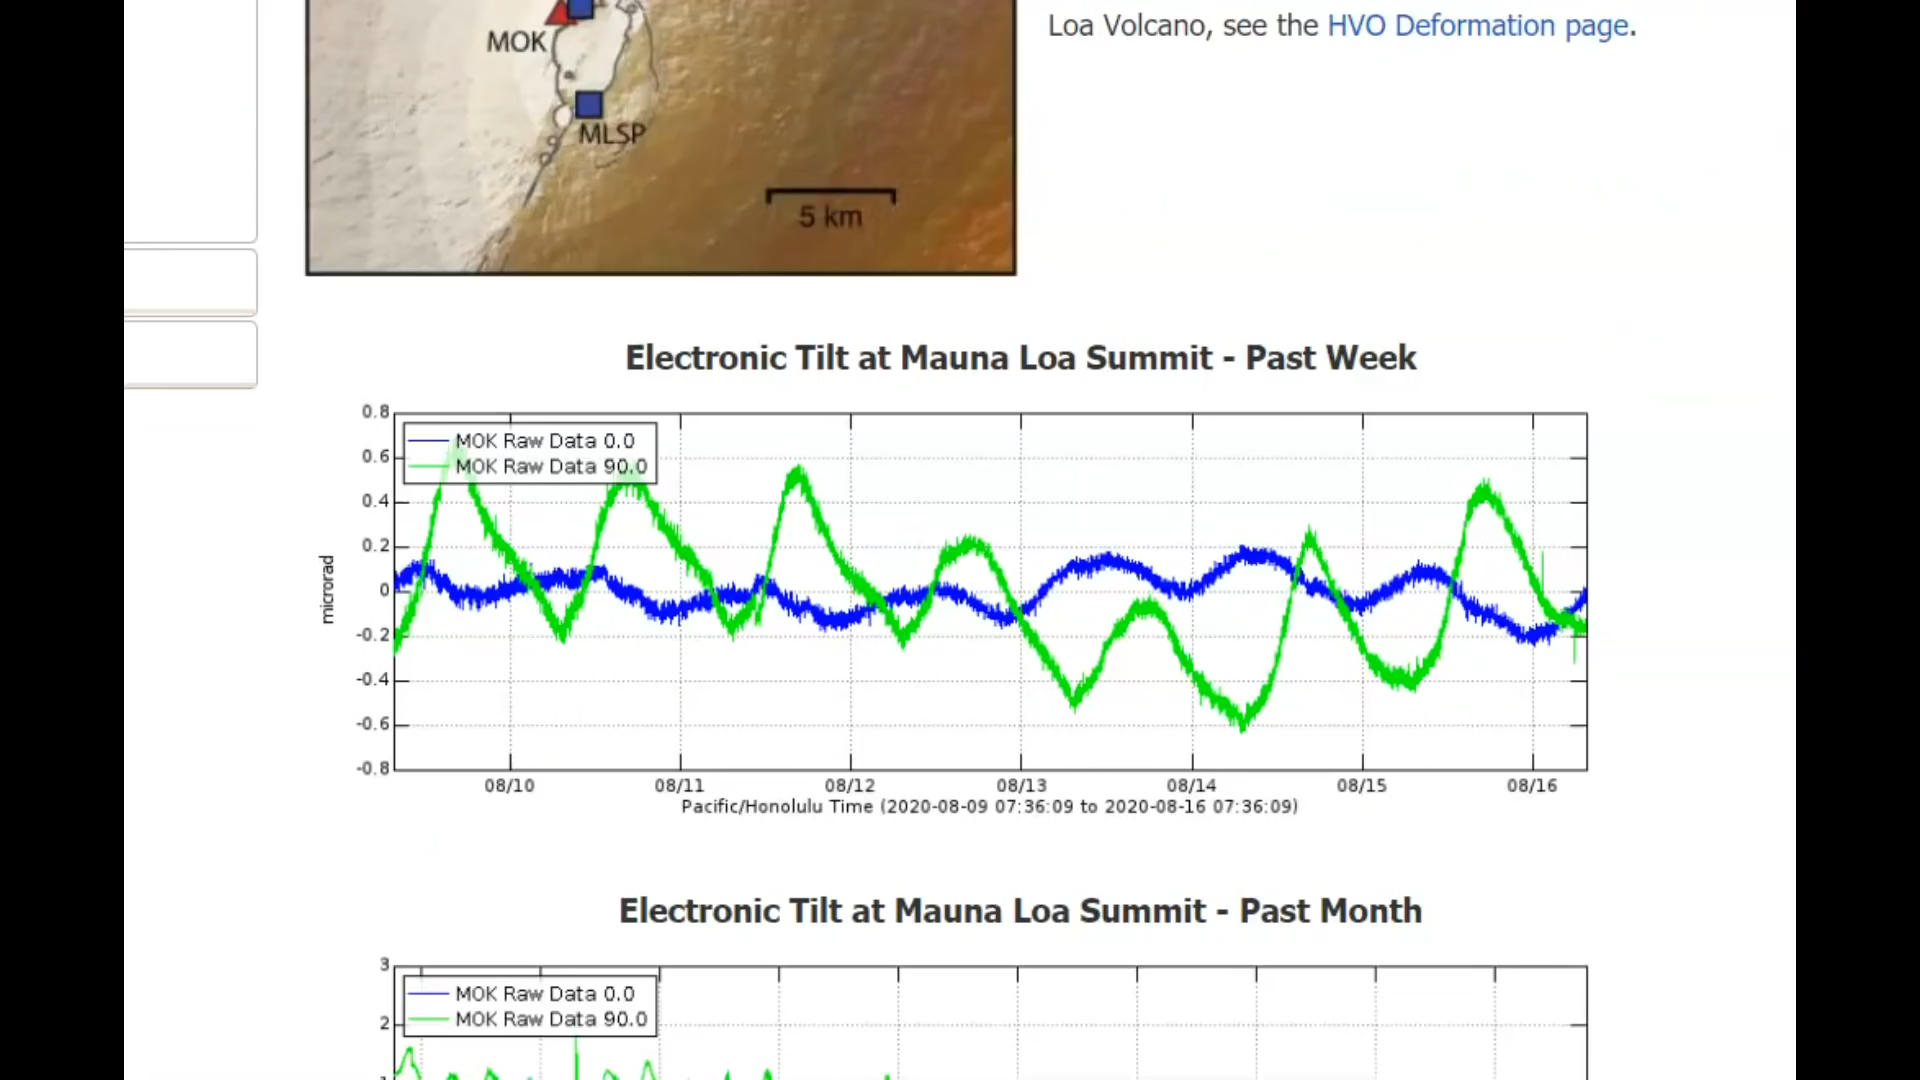 Loa Volcano, see the HVO Deformation page.
MOK
MLSP
5 km
Electronic Tilt at Mauna Loa Summit - Past Week
0.8
0.6
0.4
0.2
0
-0.2
-0.4
-0.6
-0.8
microrad
MOK Raw Data 0.0
MOK Raw Data 90.0
08/10 08/11 08/12 08/13 08/14 08/15 08/16
Pacific/Honolulu Time (2020-08-09 07:36:09 to 2020-08-16 07:36:09)
Electronic Tilt at Mauna Loa Summit - Past Month
3
2
MOK Raw Data 0.0
MOK Raw Data 90.0